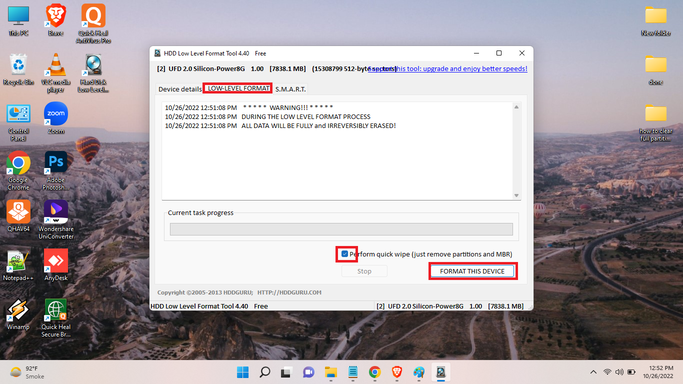 This PC
Brave
Quick Heal
AntiVirus Pro
Recycle Bin
VLC media
player
Hard Disk
Low Level...
Control
Panel
Zoom
Google
Chrome
Adobe
Photosh...
QHAV64
Wondershare
UniConverter
Notepad++
AnyDesk
Winamp
Quick Heal
Secure Br...
New folder
done
how to clear
full partiti...
HDD Low Level Format Tool 4.40 Free
[2] UFD 2.0 Silicon-Power8G 1.00 [7838.1 MB] (15308799 512-byte
this tool: upgrade and enjoy better speeds!
Device details LOW-LEVEL FORMAT S.M.A.R.T.
10/26/2022 12:51:08 PM * * * * * WARNING!!! * * * * *
10/26/2022 12:51:08 PM DURING THE LOW LEVEL FORMAT PROCESS
10/26/2022 12:51:08 PM ALL DATA WILL BE FULLY and IRREVERSIBLY ERASED!
Current task progress
Perform quick wipe (just remove partitions and MBR)
Stop
FORMAT THIS DEVICE
Copyright ©2005-2013 HDDGURU; HTTP://HDDGURU.COM
HDD Low Level Format Tool 4.40 Free [2] UFD 2.0 Silicon-Power8G 1.00 [7838.1 MB]
92°F
Smoke
12:52 PM
10/26/2022